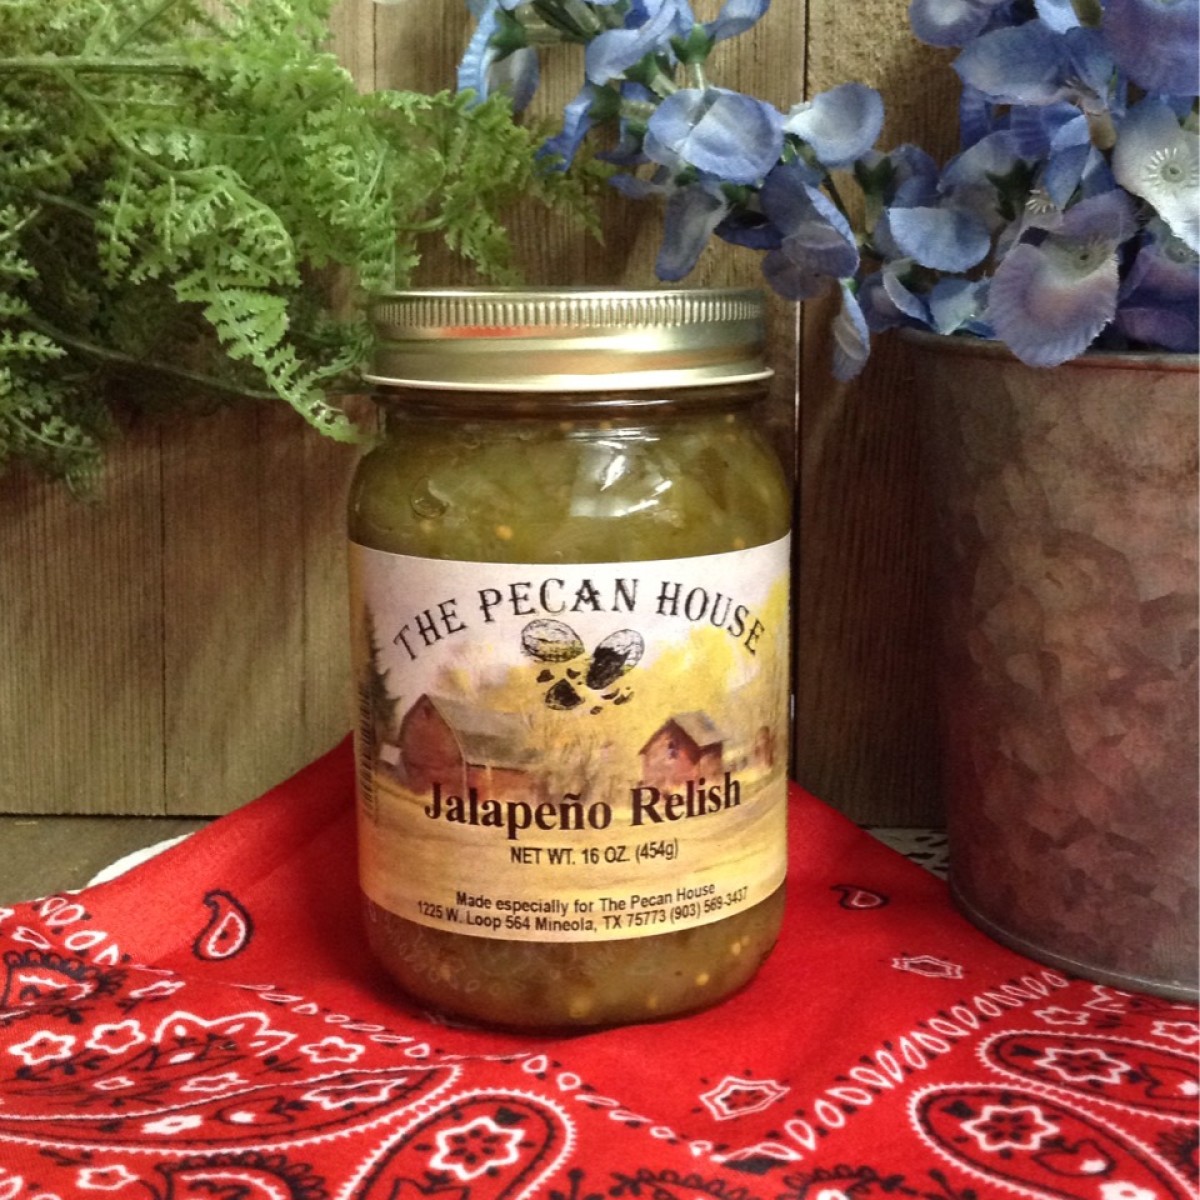 THE PECAN HOUSE
Jalapeño Relish
NET WT. 16 OZ. (454g)
Made especially for The Pecan House
1225 W. Loop 564 Mineola, TX 75773 (903) 569-3437